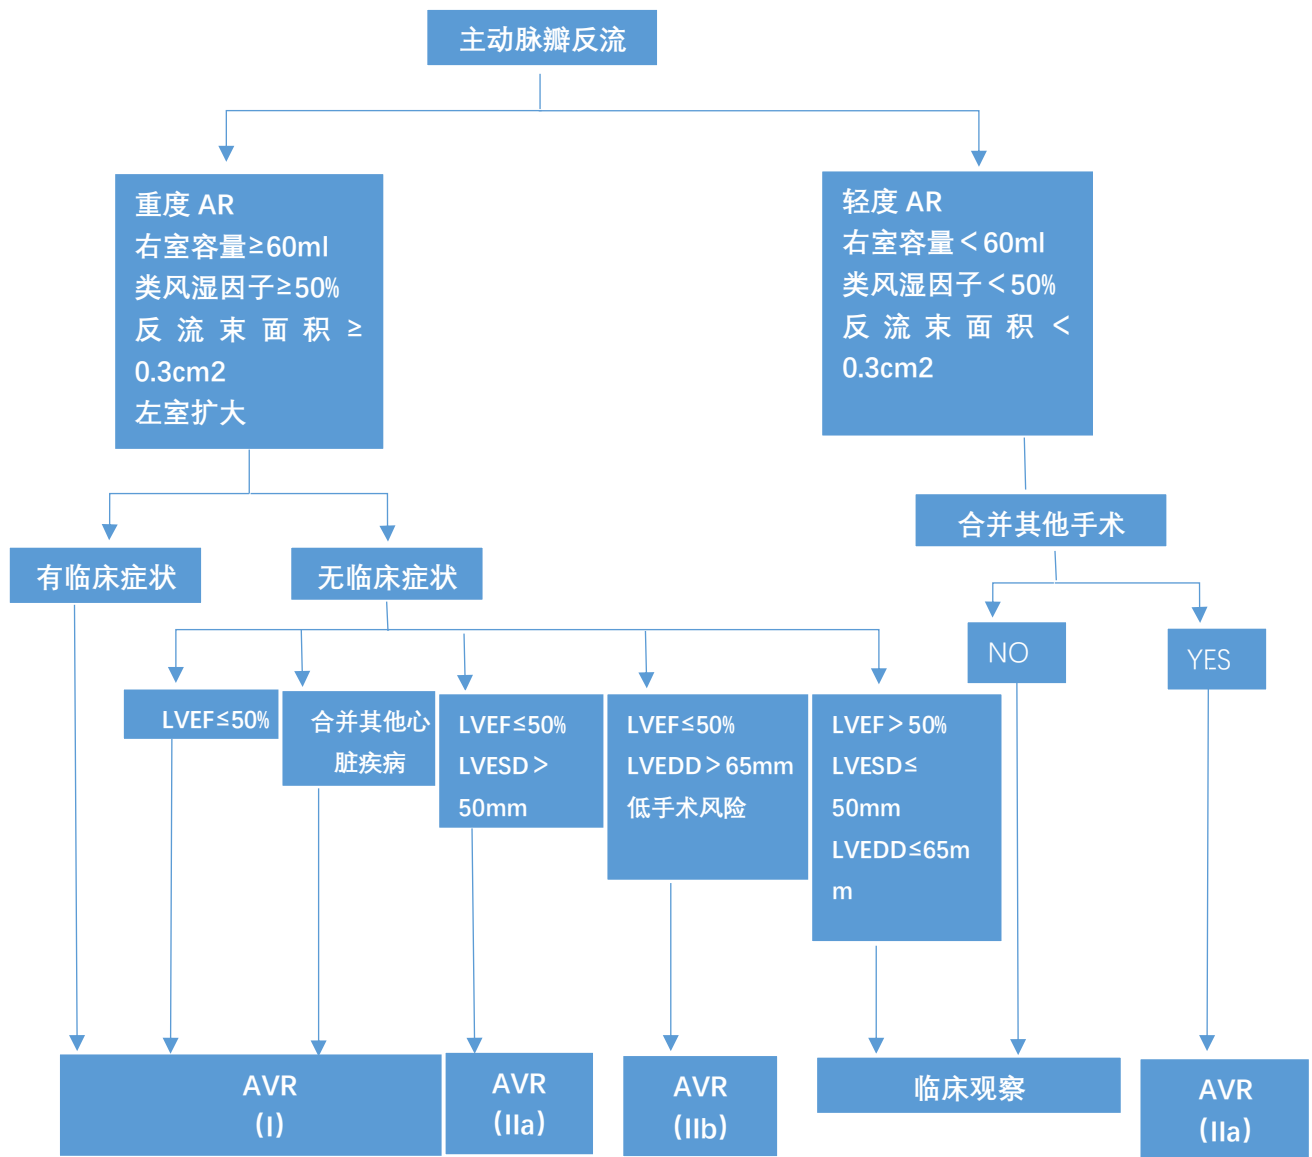 主动脉瓣反流
重度 AR
右室容量≥60ml
类风湿因子≥50%
反流束面积≥
0.3cm2
左室扩大
轻度 AR
右室容量＜60ml
类风湿因子＜50%
反流束面积＜
0.3cm2
有临床症状
无临床症状
合并其他手术
NO
YES
LVEF≤50%
合并其他心
脏疾病
LVEF≤50%
LVESD＞
50mm
LVEF≤50%
LVEDD＞65mm
低手术风险
LVEF＞50%
LVESD≤
50mm
LVEDD≤65m
m
AVR
(I)
AVR
(IIa)
AVR
(IIb)
临床观察
AVR
(IIa)